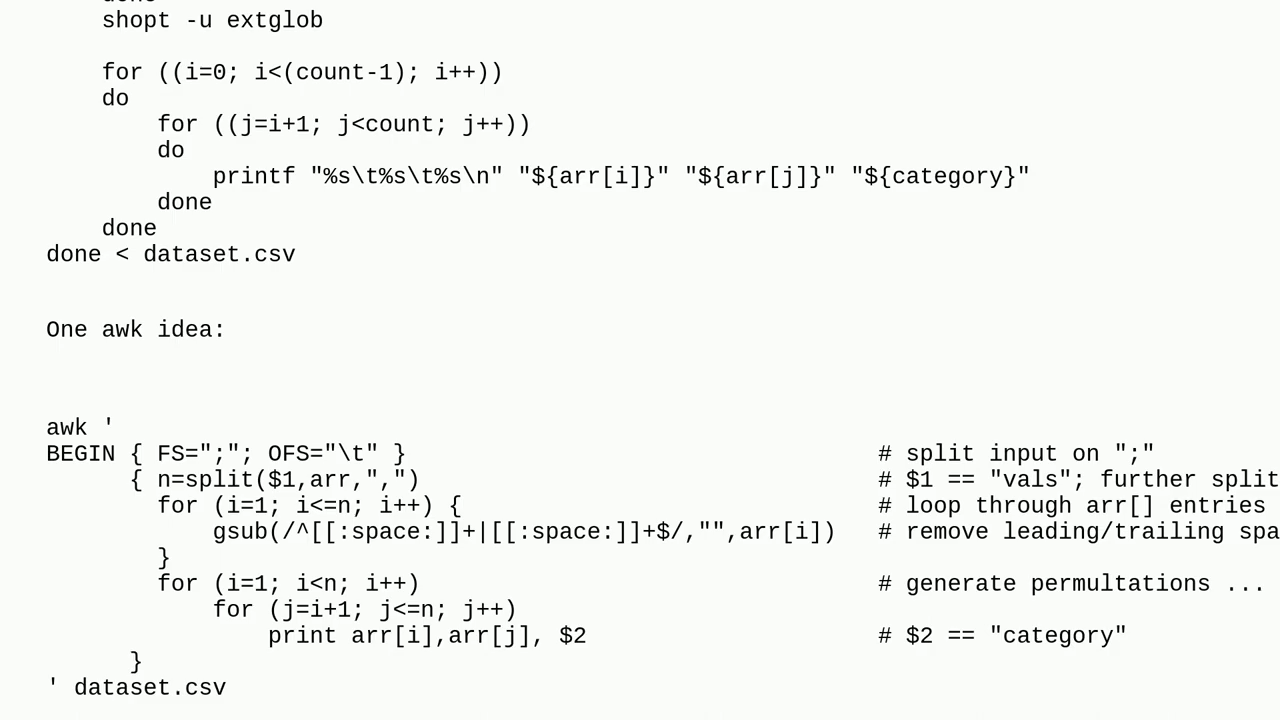 done
    shopt -u extglob
    for ((i=0; i<(count-1); i++))
    do
        for ((j=i+1; j<count; j++))
        do
            printf "%s\t%s\t%s\n" "${arr[i]}" "${arr[j]}" "${category}"
        done
    done
done < dataset.csv
One awk idea:
awk '
BEGIN { FS=";"; OFS="\t" }                                  # split input on ";"
      { n=split($1,arr,",")                                 # $1 == "vals"; further split
        for (i=1; i<=n; i++) {                              # loop through arr[] entries
            gsub(/^[[:space:]]+|[[:space:]]+$/,"",arr[i])   # remove leading/trailing spa
        }
        for (i=1; i<n; i++)                                 # generate permultations ...
            for (j=i+1; j<=n; j++)
                print arr[i],arr[j], $2                     # $2 == "category"
      }
' dataset.csv